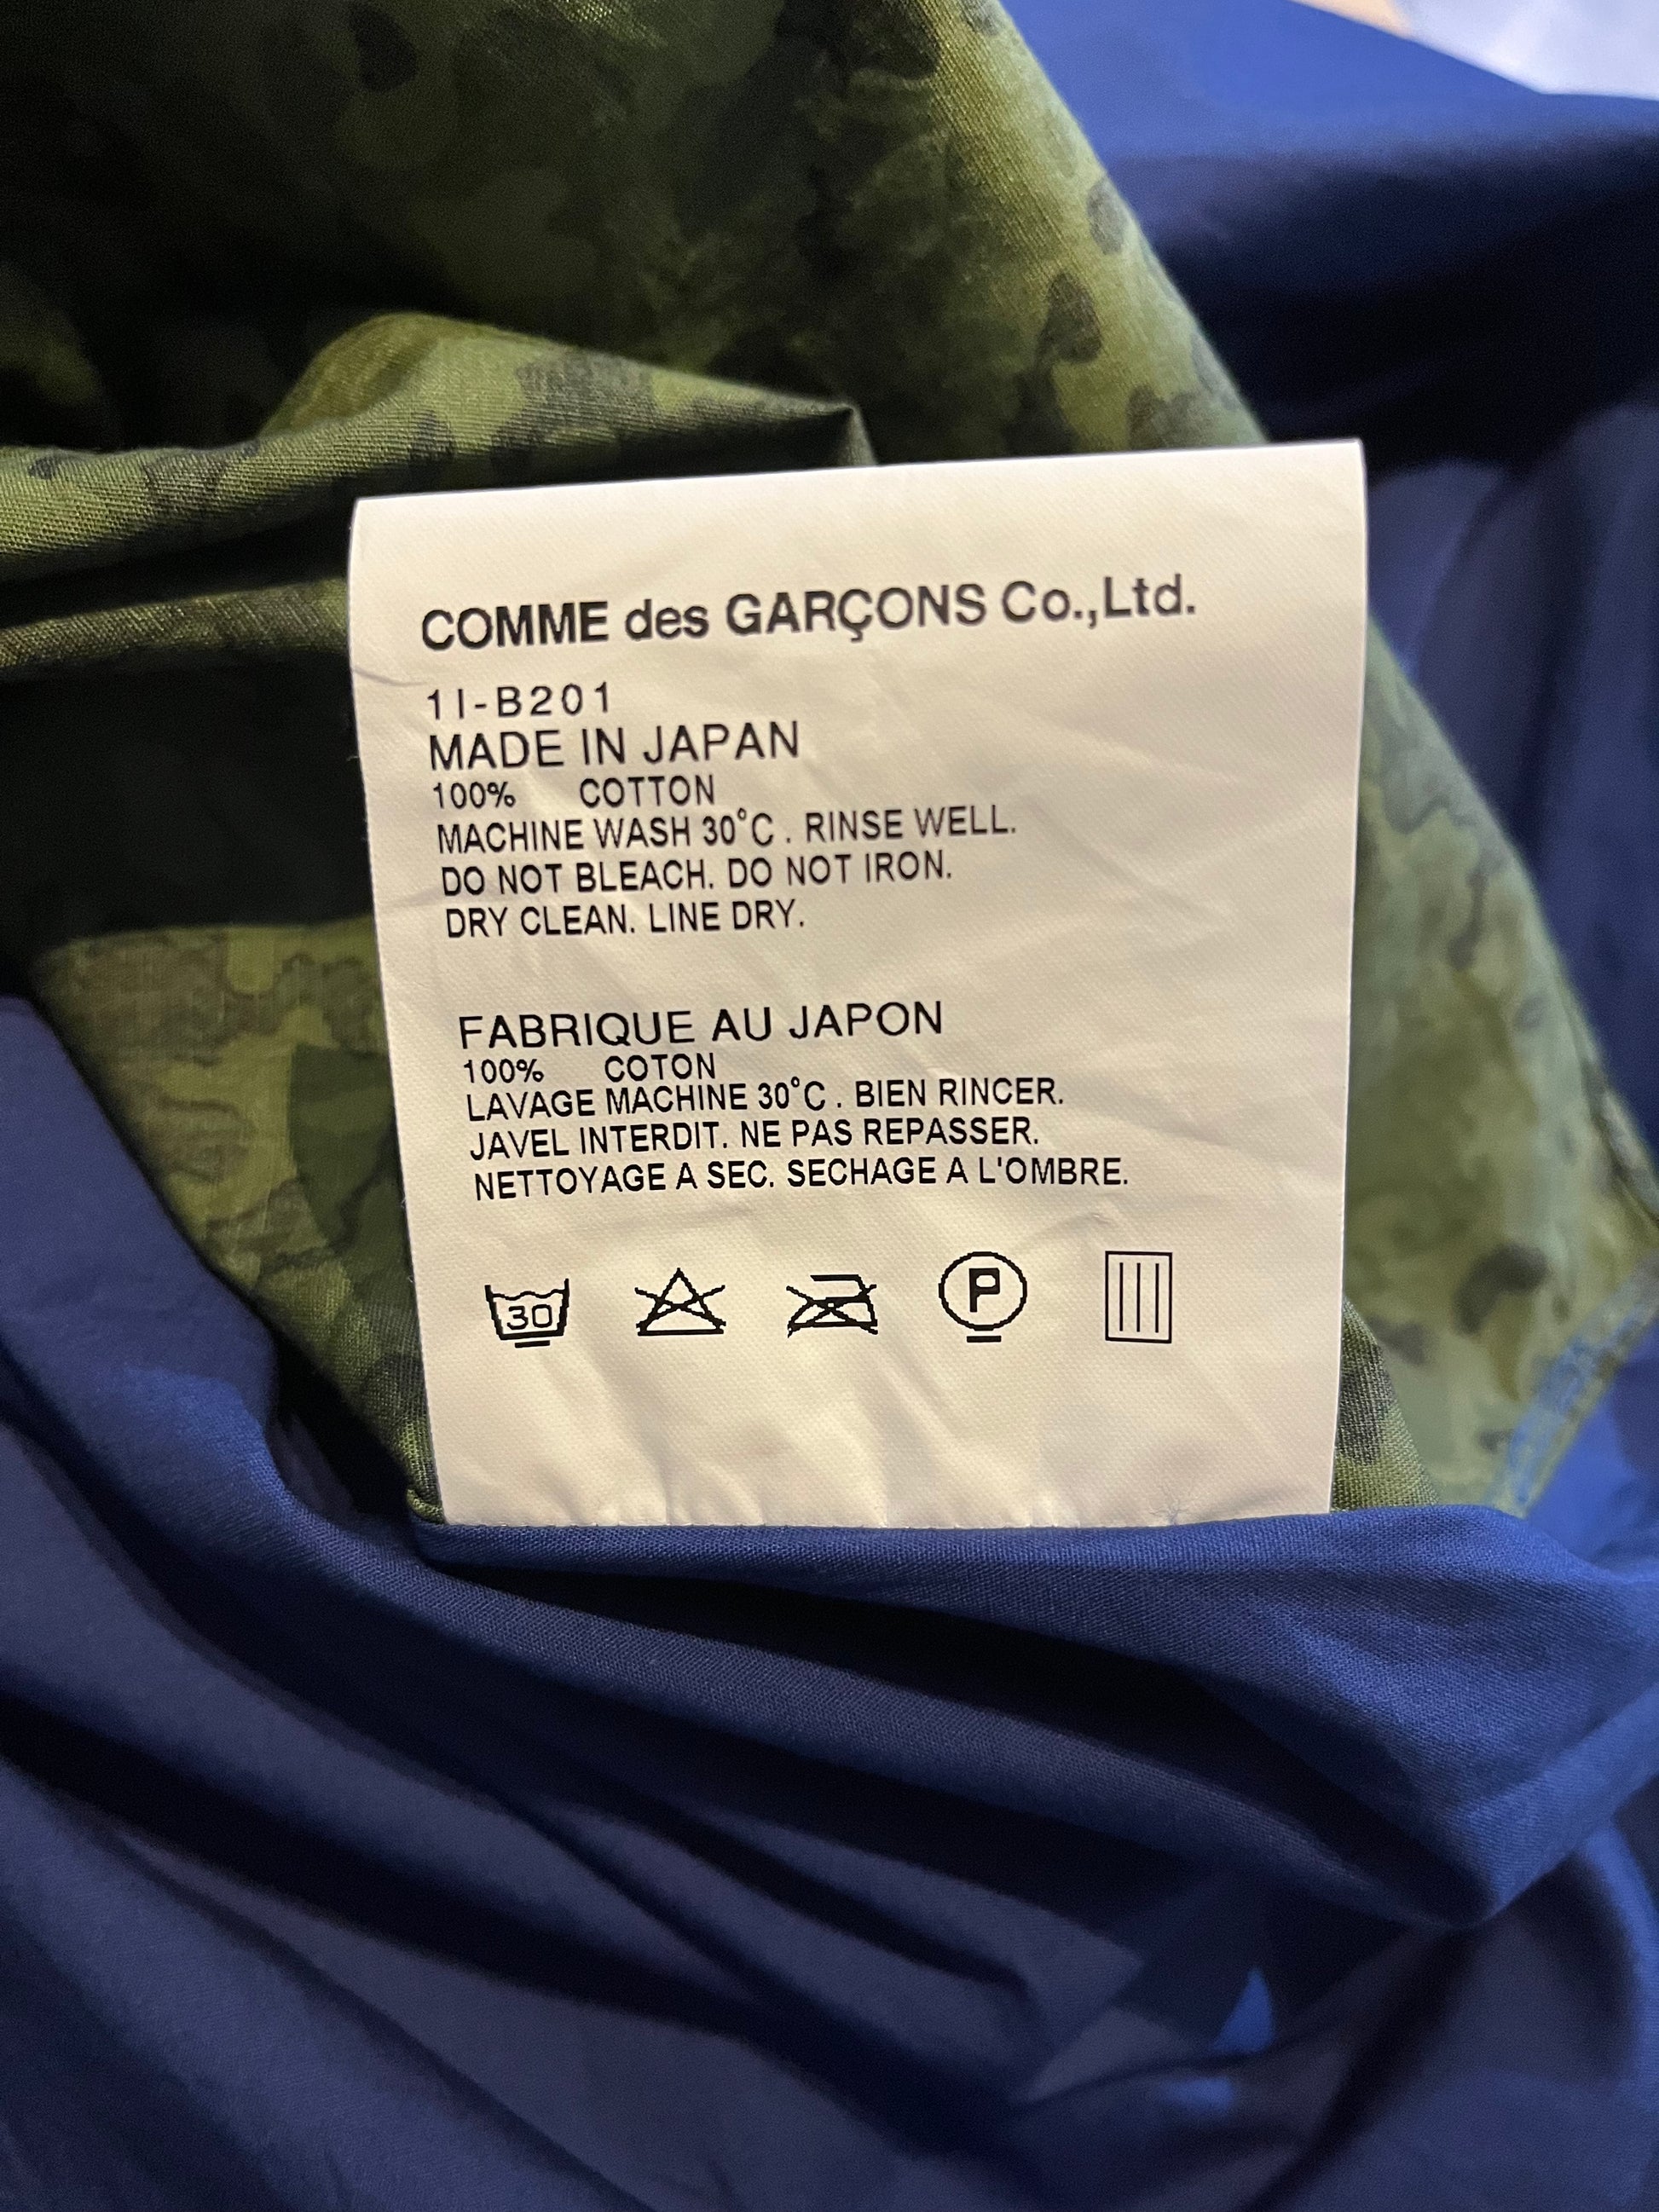 COMME des GARÇONS Co.,Ltd.
1I-B201
MADE IN JAPAN
100% COTTON
MACHINE WASH 30°C . RINSE WELL.
DO NOT BLEACH. DO NOT IRON.
DRY CLEAN. LINE DRY.
FABRIQUE AU JAPON
100% COTON
LAVAGE MACHINE 30°C . BIEN RINCER.
JAVEL INTERDIT. NE PAS REPASSER.
NETTOYAGE A SEC. SECHAGE A L'OMBRE.
30 P